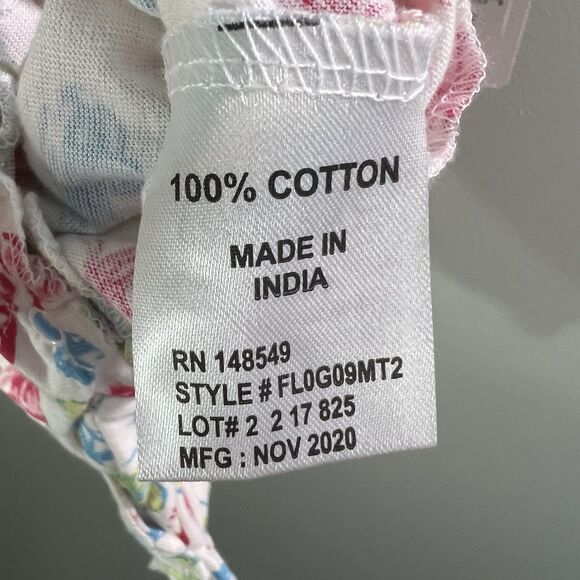 100% COTTON
MADE IN
INDIA
RN 148549
STYLE # FL0G09MT2
LOT# 2 2 17 825
MFG : NOV 2020